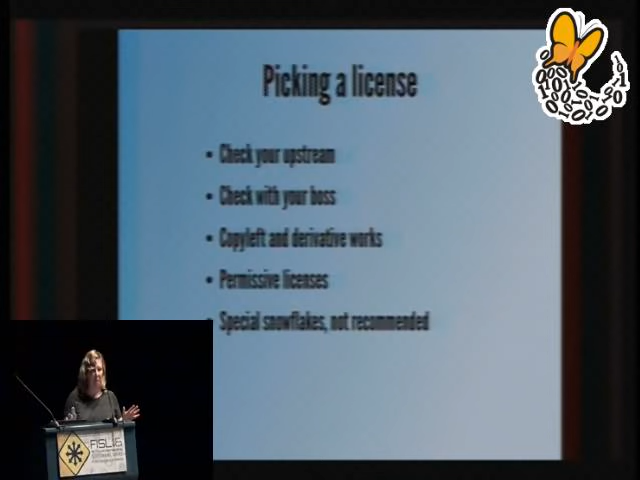 Picking a license
• Check your upstream
• Check with your boss
• Copyleft and derivative works
• Permissive licenses
• Special snowflakes, not recommended
FISL16